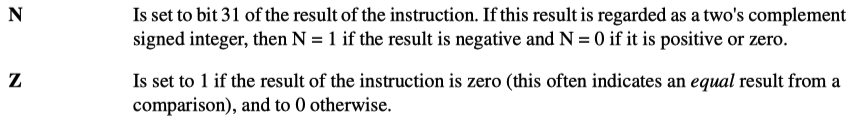 N Is set to bit 31 of the result of the instruction. If this result is regarded as a two's complement
signed integer, then N = 1 if the result is negative and N = 0 if it is positive or zero.
Z Is set to 1 if the result of the instruction is zero (this often indicates an equal result from a
comparison), and to 0 otherwise.